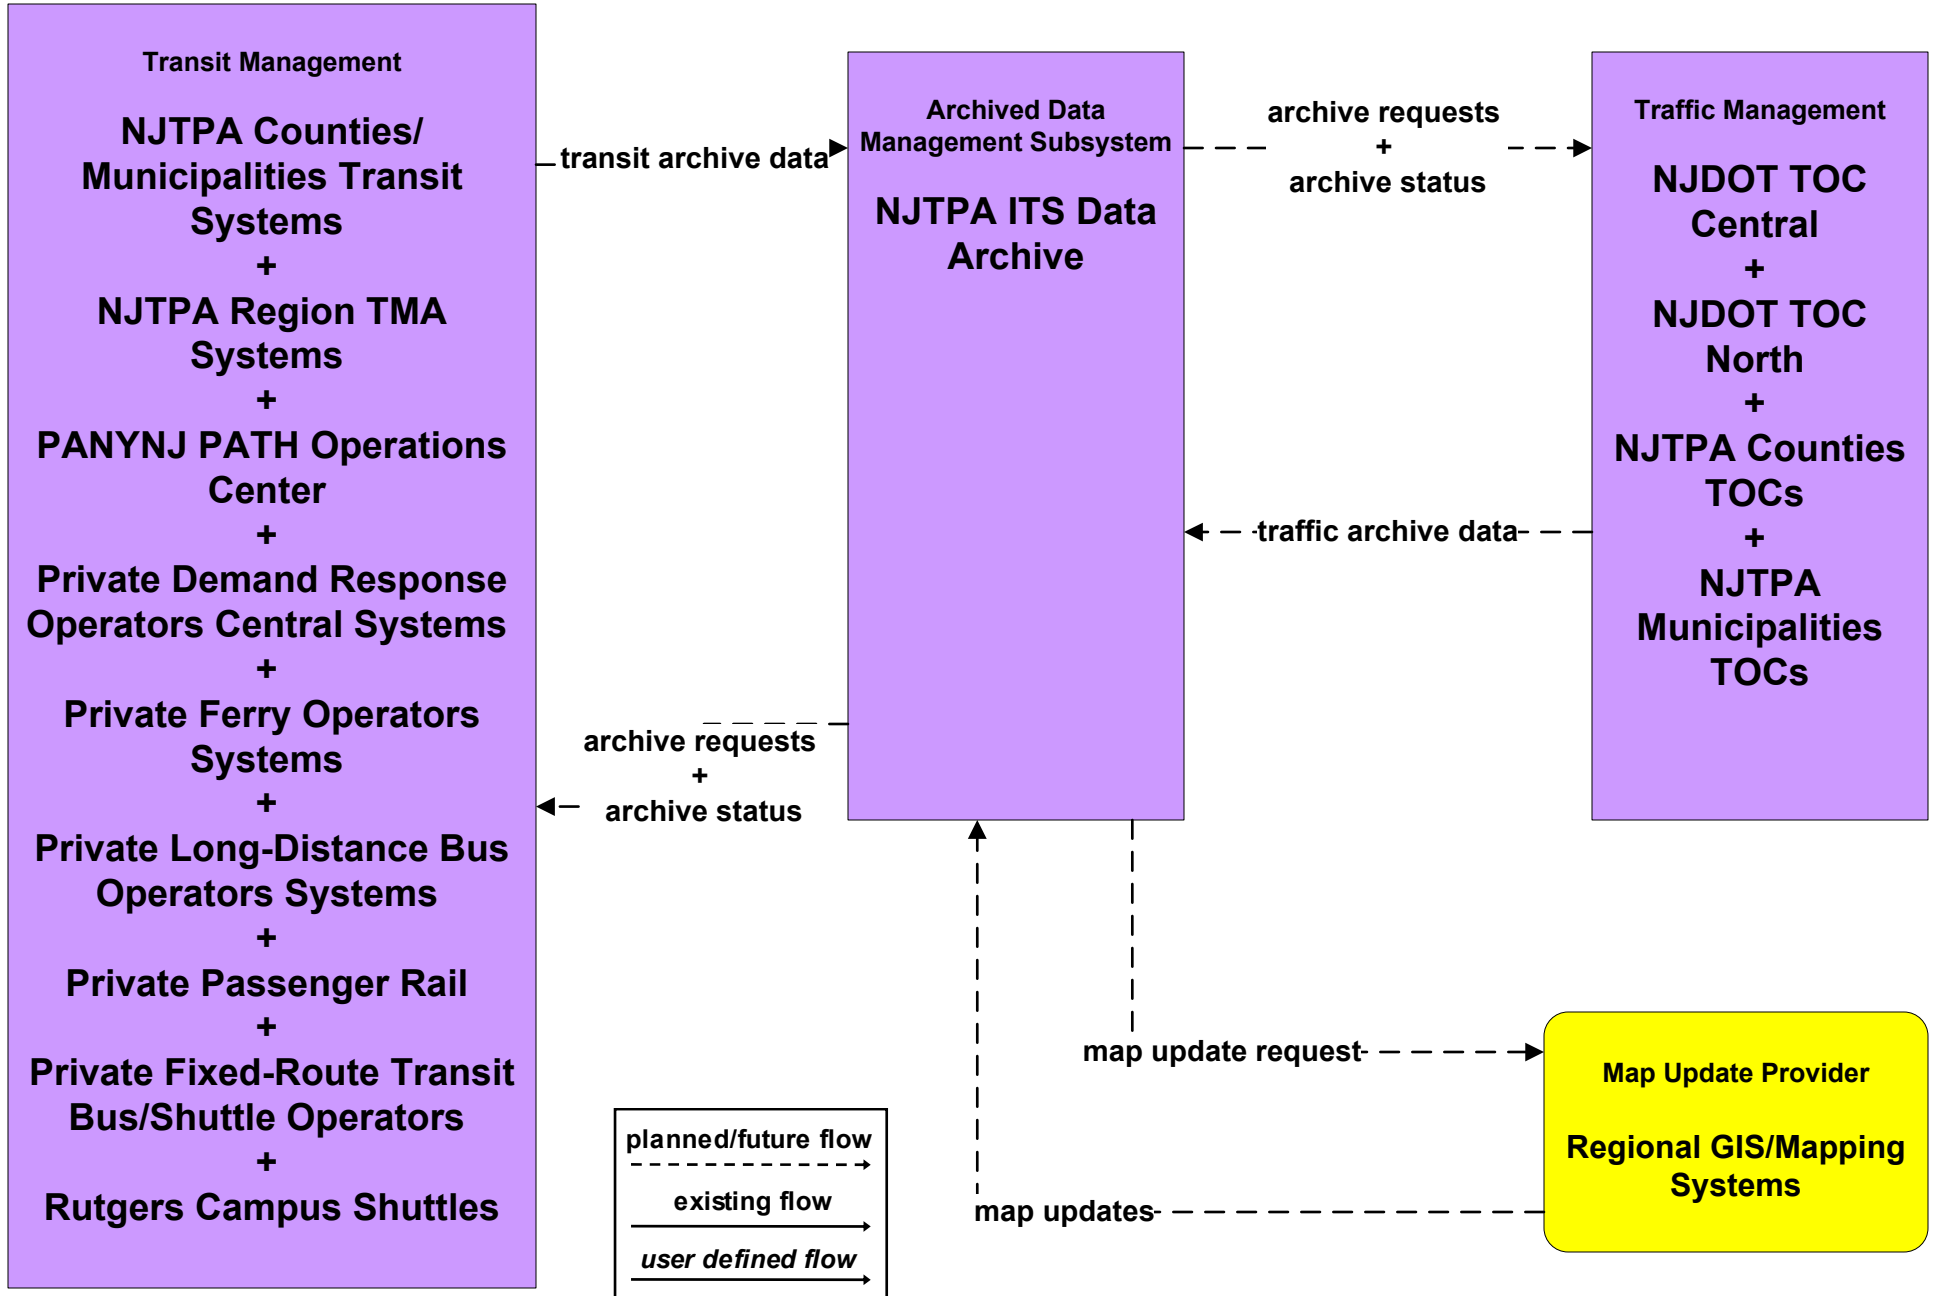 Transit Management
NJTPA Counties/
Municipalities Transit
Systems
+
NJTPA Region TMA
Systems
+
PANYNJ PATH Operations
Center
+
Private Demand Response
Operators Central Systems
+
Private Ferry Operators
Systems
+
Private Long-Distance Bus
Operators Systems
+
Private Passenger Rail
+
Private Fixed-Route Transit
Bus/Shuttle Operators
+
Rutgers Campus Shuttles
transit archive data
archive requests
+
archive status
Archived Data
Management Subsystem
NJTPA ITS Data
Archive
archive requests
+
archive status
traffic archive data
Traffic Management
NJDOT TOC
Central
+
NJDOT TOC
North
+
NJTPA Counties
TOCs
+
NJTPA
Municipalities
TOCs
map update request
map updates
Map Update Provider
Regional GIS/Mapping
Systems
planned/future flow
existing flow
user defined flow